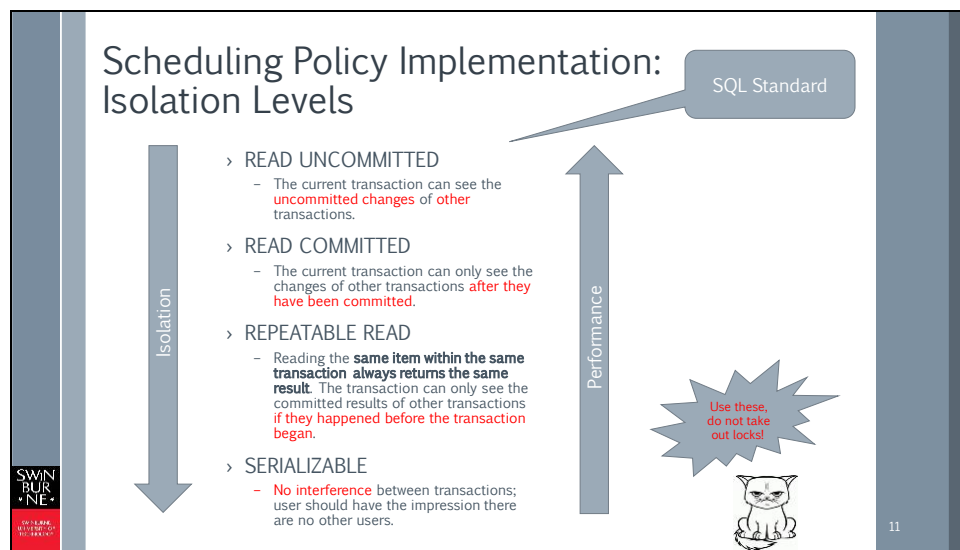 Scheduling Policy Implementation:
Isolation Levels
SQL Standard
› READ UNCOMMITTED
– The current transaction can see the
uncommitted changes of other
transactions.
› READ COMMITTED
– The current transaction can only see the
changes of other transactions after they
have been committed.
› REPEATABLE READ
– Reading the same item within the same
transaction always returns the same
result. The transaction can only see the
committed results of other transactions
if they happened before the transaction
began.
› SERIALIZABLE
– No interference between transactions;
user should have the impression there
are no other users.
Isolation
Performance
Use these,
do not take
out locks!
SWIN
BUR
* NE *
SWINBURNE
UNIVERSITY OF
TECHNOLOGY
11